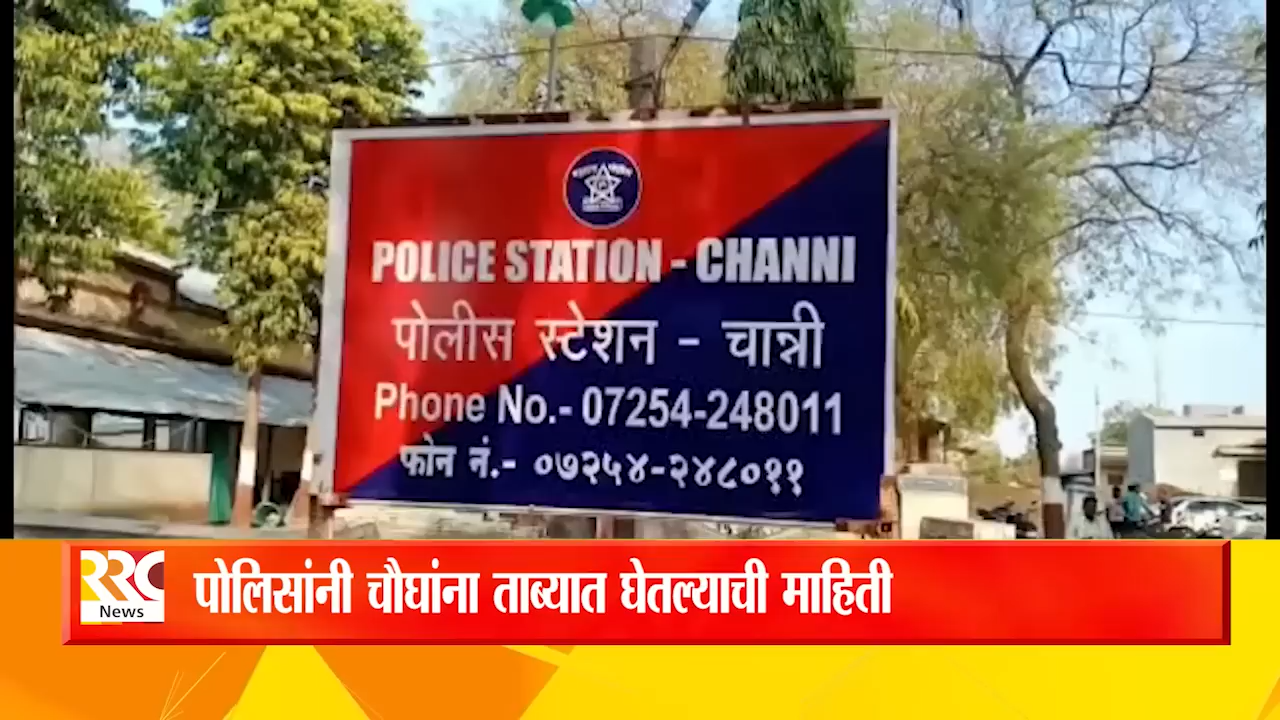 POLICE STATION - CHANNI
पोलीस स्टेशन - चान्नी
Phone No.- 07254-248011
फोन नं.- ०७२५४-२४८०११
RRC
News
पोलिसांनी चौघांना ताब्यात घेतल्याची माहिती